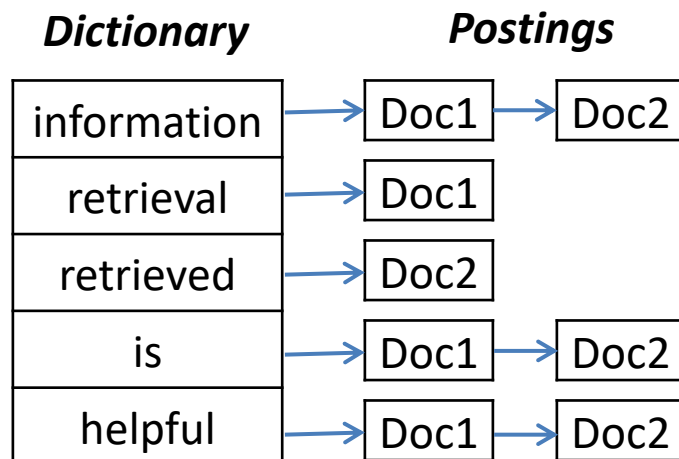 Dictionary Postings
information Doc1 Doc2
retrieval Doc1
retrieved Doc2
is Doc1 Doc2
helpful Doc1 Doc2